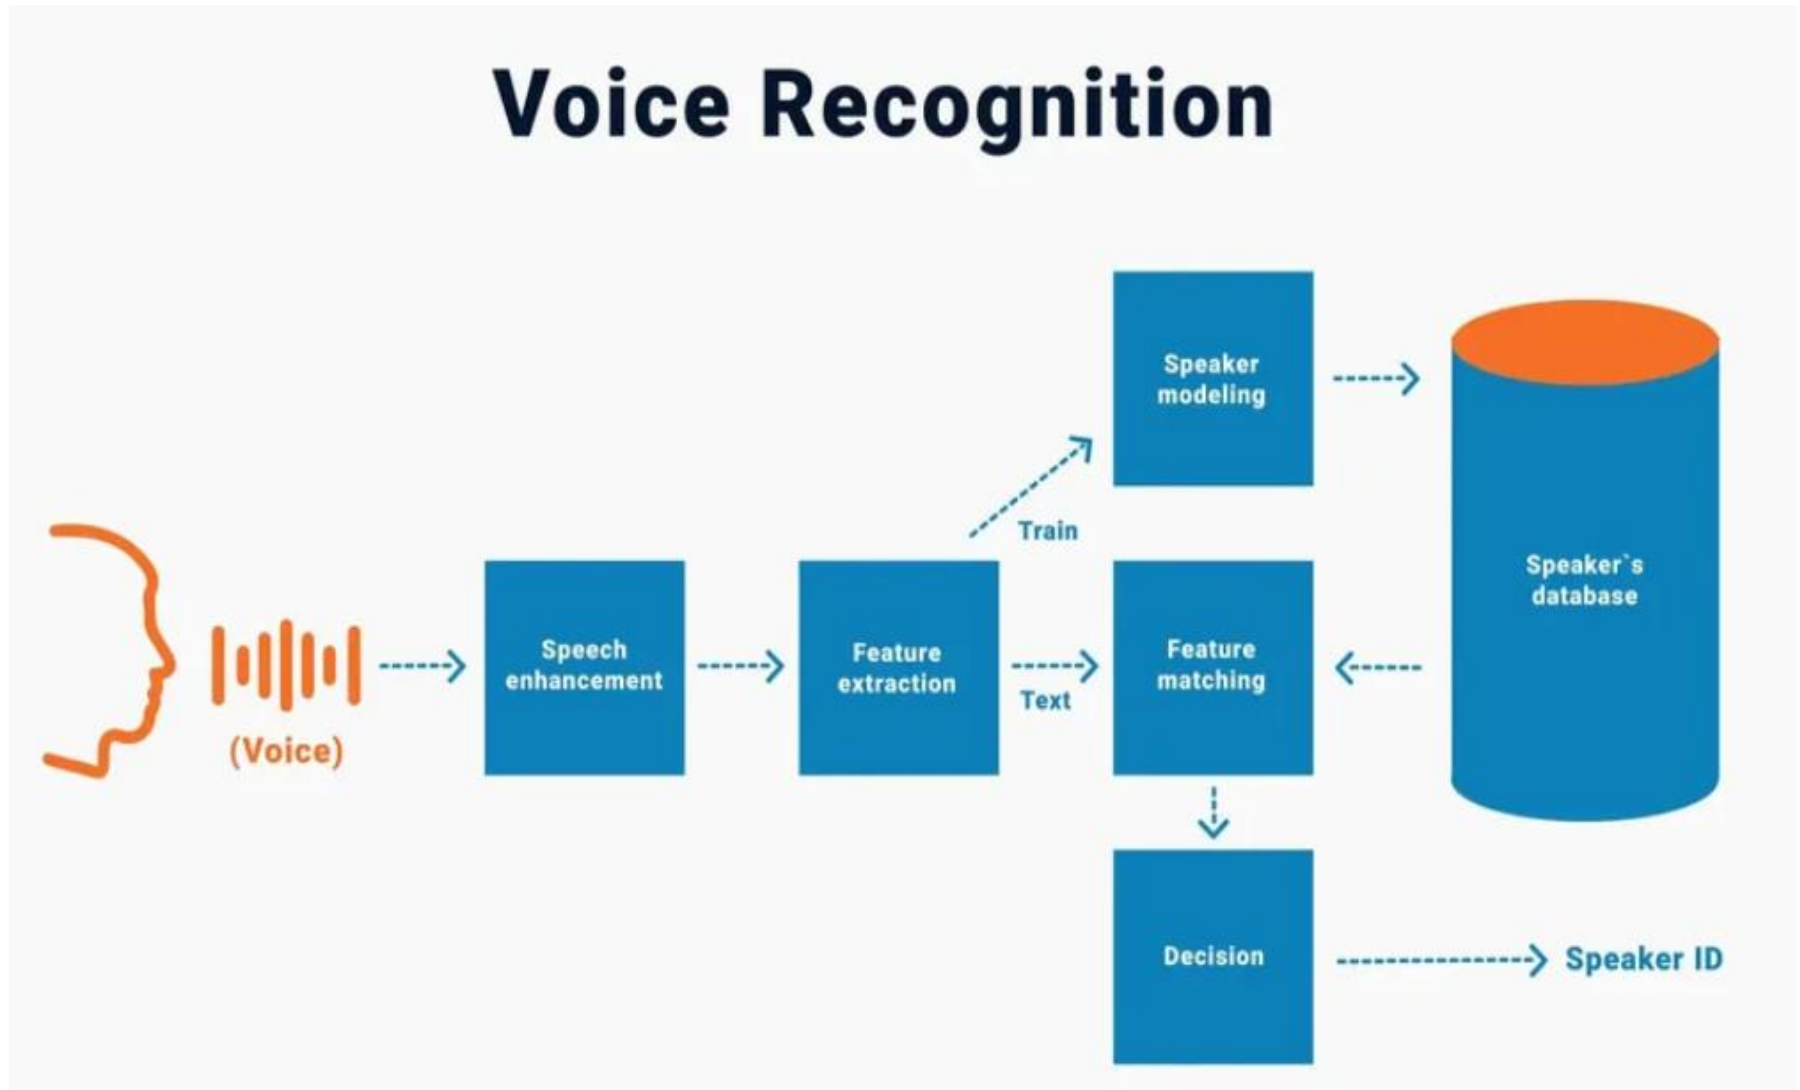 Voice Recognition
Speaker
modeling
Train
Speaker`s
database
(Voice)
Speech
enhancement
Feature
extraction
Text
Feature
matching
Decision
Speaker ID